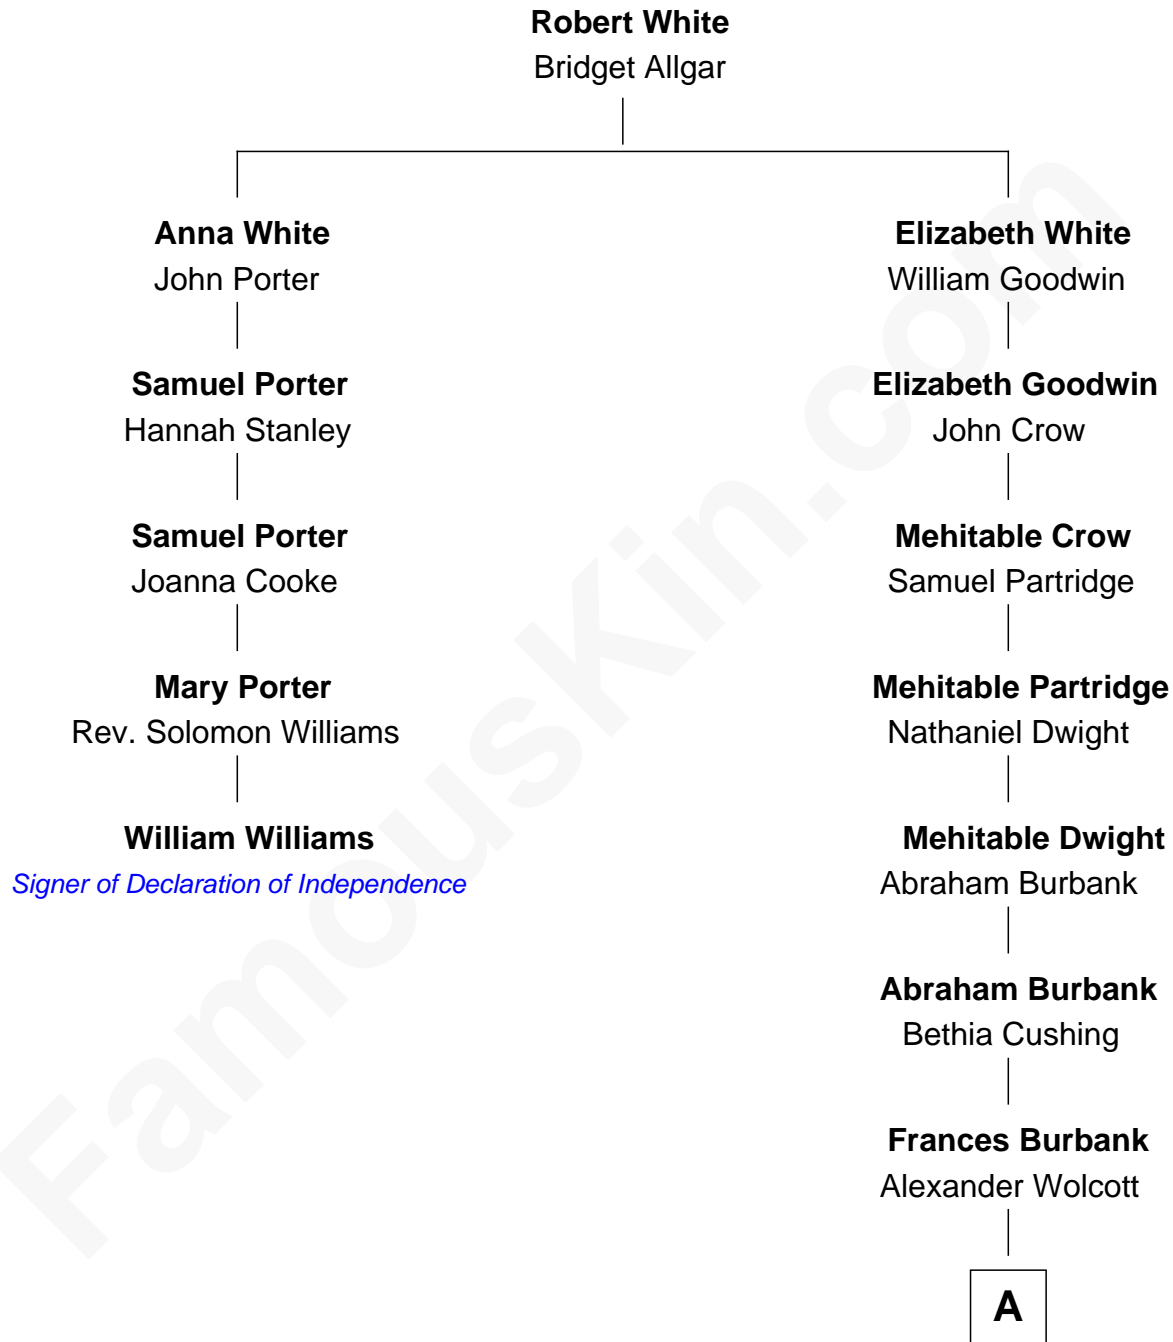 Robert White
Bridget Allgar
Anna White
John Porter
Samuel Porter
Hannah Stanley
Samuel Porter
Joanna Cooke
Mary Porter
Rev. Solomon Williams
William Williams
Signer of Declaration of Independence
Elizabeth White
William Goodwin
Elizabeth Goodwin
John Crow
Mehitable Crow
Samuel Partridge
Mehitable Partridge
Nathaniel Dwight
Mehitable Dwight
Abraham Burbank
Abraham Burbank
Bethia Cushing
Frances Burbank
Alexander Wolcott
A
FamousKin.com